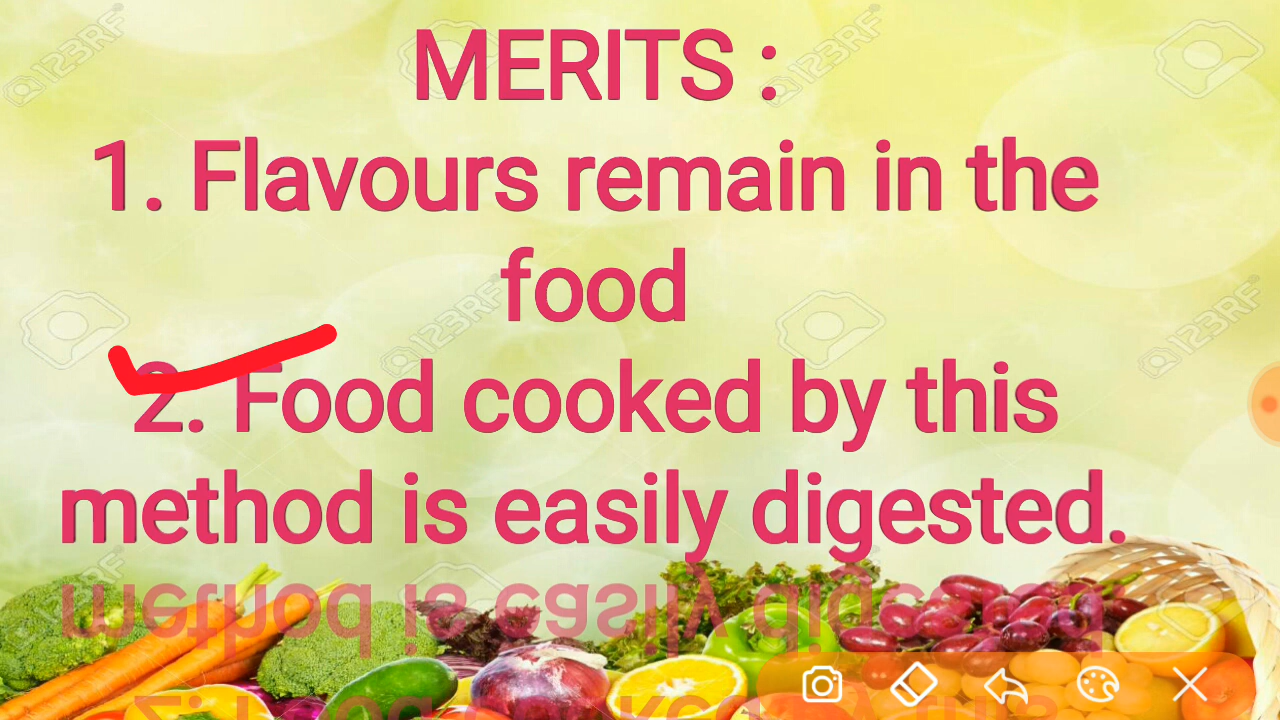 MERITS :
1. Flavours remain in the
food
2. Food cooked by this
method is easily digested.